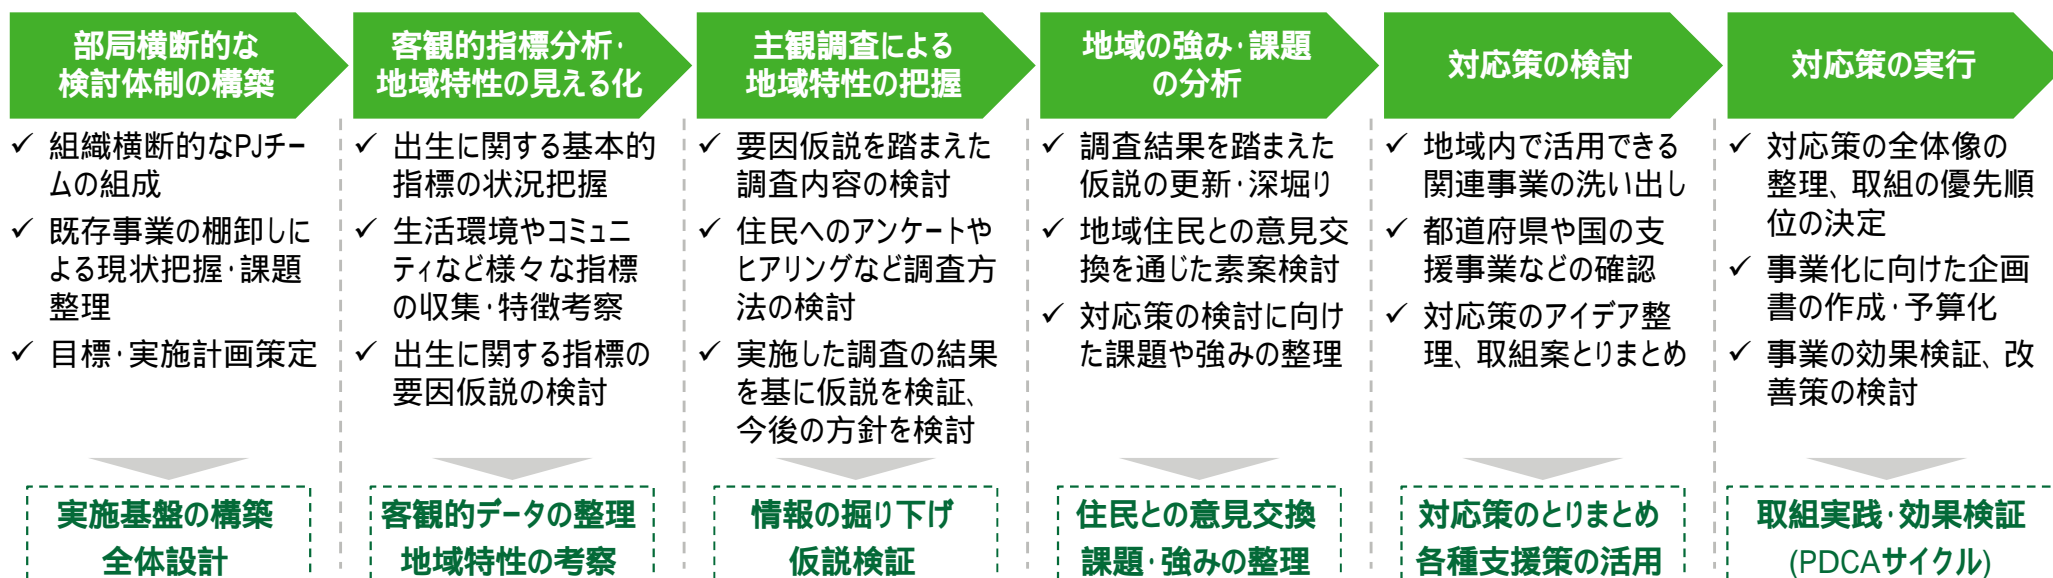 部局横断的な
検討体制の構築
✓ 組織横断的なPJチー
ムの組成
✓ 既存事業の棚卸しに
よる現状把握・課題
整理
✓ 目標・実施計画策定
実施基盤の構築
全体設計
客観的指標分析・
地域特性の見える化
✓ 出生に関する基本的
指標の状況把握
✓ 生活環境やコミュニ
ティなど様々な指標
の収集・特徴考察
✓ 出生に関する指標の
要因仮説の検討
客観的データの整理
地域特性の考察
主観調査による
地域特性の把握
✓ 要因仮説を踏まえた
調査内容の検討
✓ 住民へのアンケートや
ヒアリングなど調査方
法の検討
✓ 実施した調査の結果
を基に仮説を検証、
今後の方針を検討
情報の掘り下げ
仮説検証
地域の強み・課題
の分析
✓ 調査結果を踏まえた
仮説の更新・深堀り
✓ 地域住民との意見交
換を通じた素案検討
✓ 対応策の検討に向け
た課題や強みの整理
住民との意見交換
課題・強みの整理
対応策の検討
✓ 地域内で活用できる
関連事業の洗い出し
✓ 都道府県や国の支
援事業などの確認
✓ 対応策のアイデア整
理、取組案とりまとめ
対応策のとりまとめ
各種支援策の活用
対応策の実行
✓ 対応策の全体像の
整理、取組の優先順
位の決定
✓ 事業化に向けた企画
書の作成・予算化
✓ 事業の効果検証、改
善策の検討
取組実践・効果検証
(PDCAサイクル)